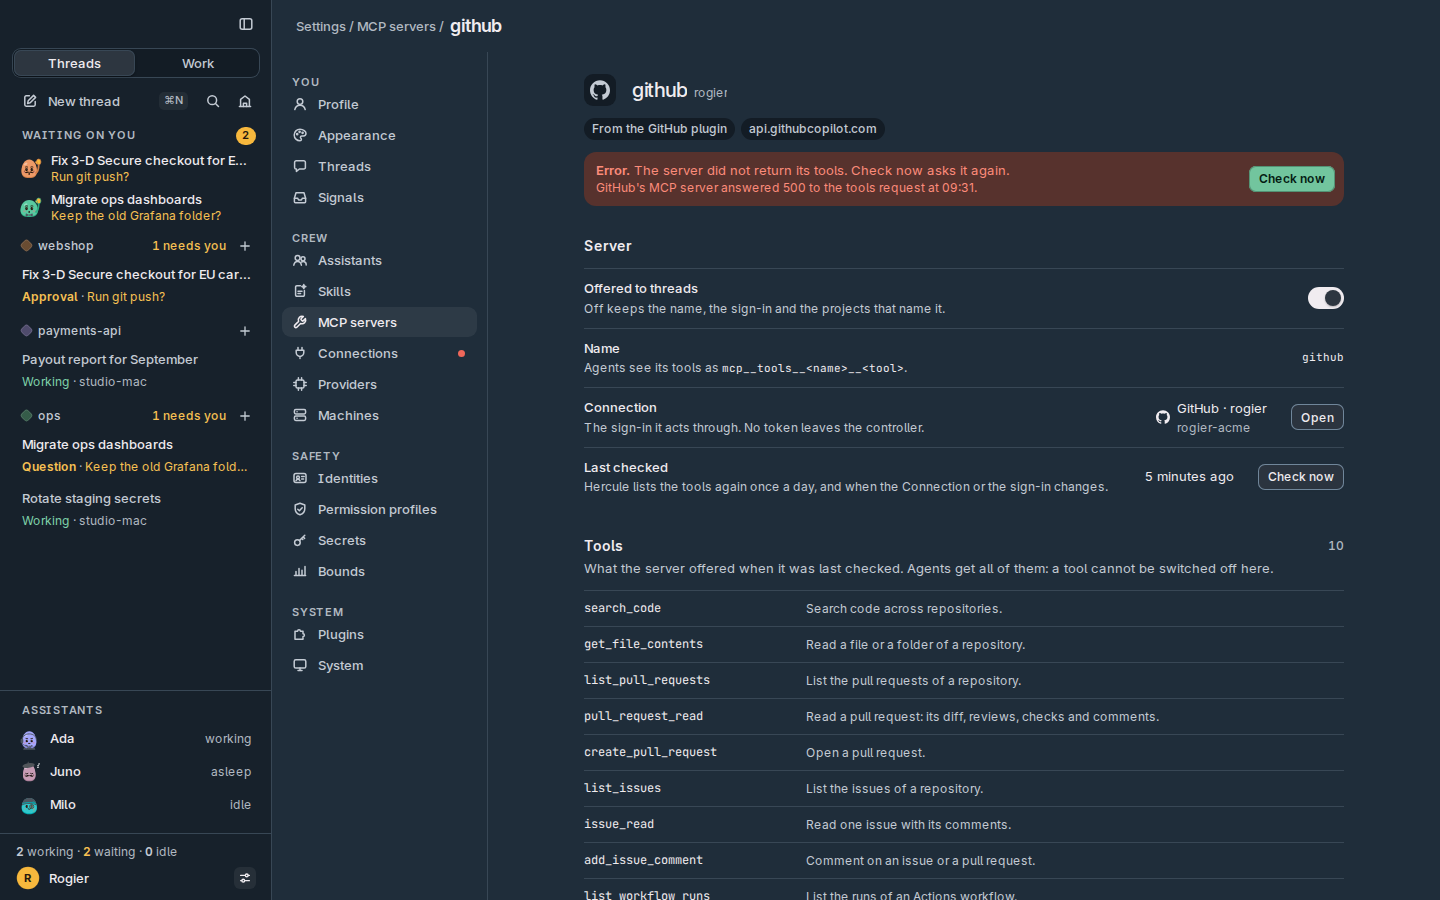 Threads
Work
New thread
⌘N
WAITING ON YOU
2
Fix 3-D Secure checkout for E...
Run git push?
Migrate ops dashboards
Keep the old Grafana folder?
webshop
1 needs you
Fix 3-D Secure checkout for EU car...
Approval · Run git push?
payments-api
Payout report for September
Working · studio-mac
ops
1 needs you
Migrate ops dashboards
Question · Keep the old Grafana fold...
Rotate staging secrets
Working · studio-mac
ASSISTANTS
Ada
working
Juno
asleep
Milo
idle
2 working · 2 waiting · 0 idle
R
Rogier
Settings / MCP servers / github
YOU
Profile
Appearance
Threads
Signals
CREW
Assistants
Skills
MCP servers
Connections
Providers
Machines
SAFETY
Identities
Permission profiles
Secrets
Bounds
SYSTEM
Plugins
System
github rogier
From the GitHub plugin
api.githubcopilot.com
Error. The server did not return its tools. Check now asks it again.
GitHub's MCP server answered 500 to the tools request at 09:31.
Check now
Server
Offered to threads
Off keeps the name, the sign-in and the projects that name it.
Name
Agents see its tools as mcp__tools__<name>__<tool>.
github
Connection
The sign-in it acts through. No token leaves the controller.
GitHub · rogier
rogier-acme
Open
Last checked
Hercule lists the tools again once a day, and when the Connection or the sign-in changes.
5 minutes ago
Check now
Tools
10
What the server offered when it was last checked. Agents get all of them: a tool cannot be switched off here.
search_code
Search code across repositories.
get_file_contents
Read a file or a folder of a repository.
list_pull_requests
List the pull requests of a repository.
pull_request_read
Read a pull request: its diff, reviews, checks and comments.
create_pull_request
Open a pull request.
list_issues
List the issues of a repository.
issue_read
Read one issue with its comments.
add_issue_comment
Comment on an issue or a pull request.
list_workflow_runs
List the runs of an Actions workflow.